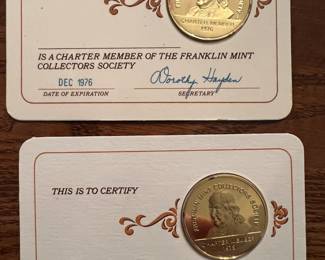 CHARTER MEMBER
1976
IS A CHARTER MEMBER OF THE FRANKLIN MINT
COLLECTORS SOCIETY
DEC 1976
Dorothy Hayden
DATE OF EXPIRATION
SECRETARY
THIS IS TO CERTIFY
FRANKLIN MINT COLLECTORS SOCIETY
CHARTER MEMBER